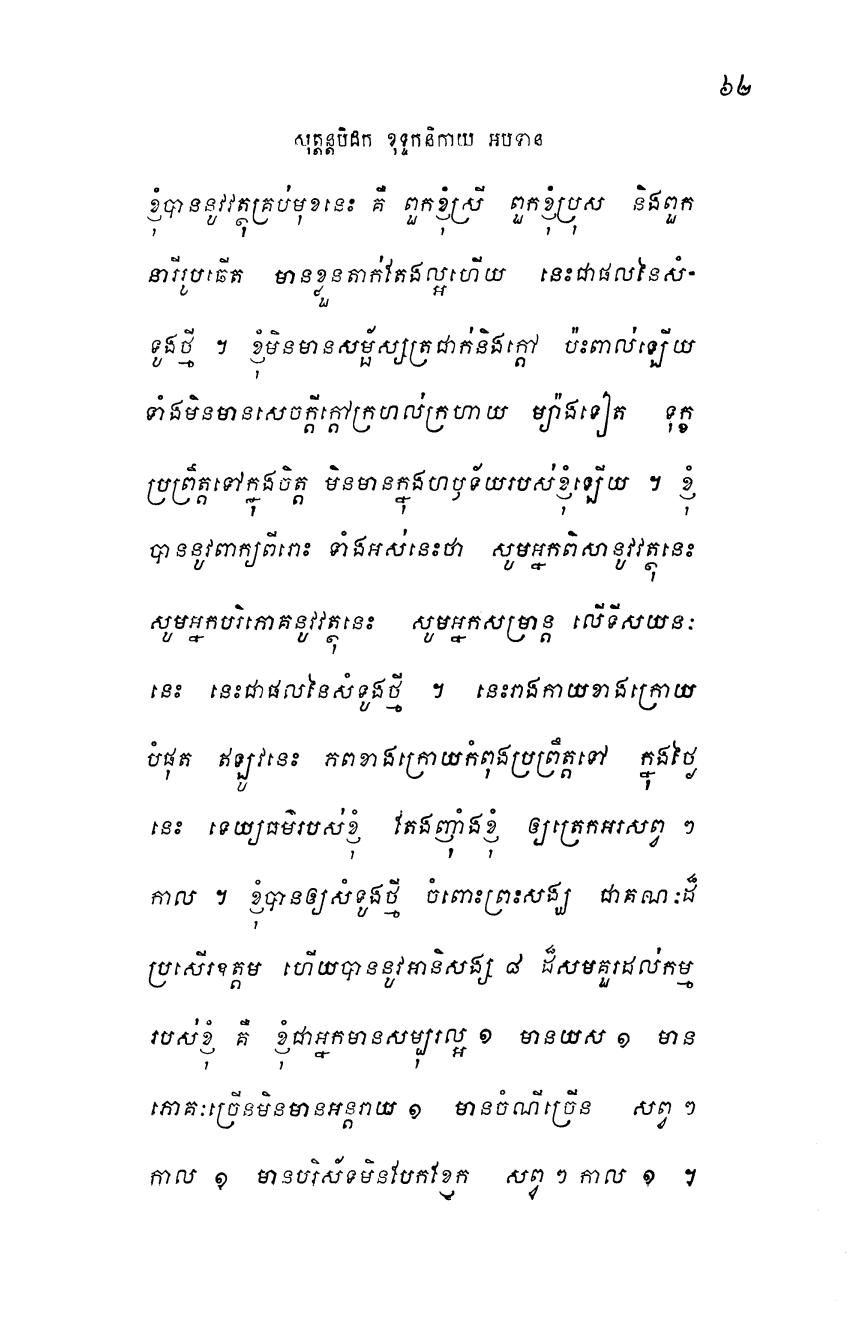 ៦២
សុត្តន្តបិដក ខុទ្ទកនិកាយ អបទាន
ខ្ញុំបាននូវវត្ថុគ្រប់មុខនេះ គឺ ពួកខ្ញុំស្រី ពួកខ្ញុំប្រុស និងពួក
នារីរូបឆើត មានខ្លួនតាក់តែងល្អហើយ នេះជាផលនៃសំ-
ទូងថ្មី ។ ខ្ញុំមិនមានសម្ផ័ស្សត្រជាក់និងក្តៅ ប៉ះពាល់ឡើយ
ទាំងមិនមានសេចក្តីក្តៅក្រហល់ក្រហាយ ម្យ៉ាងទៀត ទុក្ខ
ប្រព្រឹត្តទៅក្នុងចិត្ត មិនមានក្នុងហឫទ័យរបស់ខ្ញុំឡើយ ។ ខ្ញុំ
បាននូវពាក្យពីរោះ ទាំងអស់នេះថា សូមអ្នកពិសានូវវត្ថុនេះ
សូមអ្នកបរិភោគនូវវត្ថុនេះ សូមអ្នកសម្រាន្ត លើទីសយនៈ
នេះ នេះជាផលនៃសំទូងថ្មី ។ នេះរាងកាយខាងក្រោយ
បំផុត ឥឡូវនេះ ភពខាងក្រោយកំពុងប្រព្រឹត្តទៅ ក្នុងថ្ងៃ
នេះ ទេយ្យធម៌របស់ខ្ញុំ តែងញ៉ាំងខ្ញុំ ឲ្យត្រេកអរសព្វ ៗ
កាល ។ ខ្ញុំបានឲ្យសំទូងថ្មី ចំពោះព្រះសង្ឃ ជាគណៈដ៏
ប្រសើរឧត្តម ហើយបាននូវអានិសង្ស ៨ ដ៏សមគួរដល់កម្ម
របស់ខ្ញុំ គឺ ខ្ញុំជាអ្នកមានសម្បុរល្អ ១ មានយស ១ មាន
ភោគៈច្រើនមិនមានអន្តរាយ ១ មានចំណីច្រើន សព្វ ៗ
កាល ១ មានបរិស័ទមិនបែកខ្ញែក សព្វ ៗ កាល ១ ។